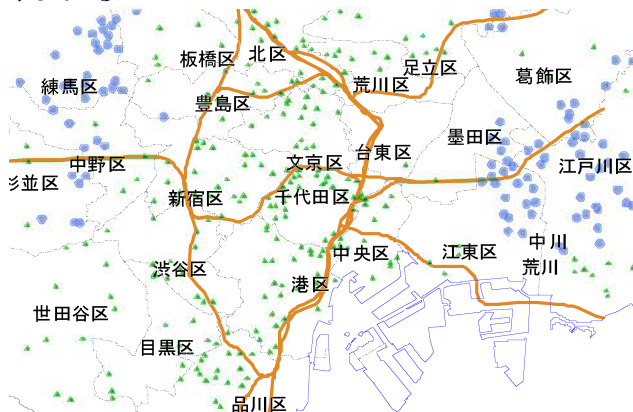 北区
板橋区
足立区
葛飾区
練馬区
荒川区
豊島区
墨田区
台東区
文京区
中野区
江戸川区
杉並区
新宿区
千代田区
中央区
江東区
中川
荒川
渋谷区
港区
世田谷区
目黒区
品川区